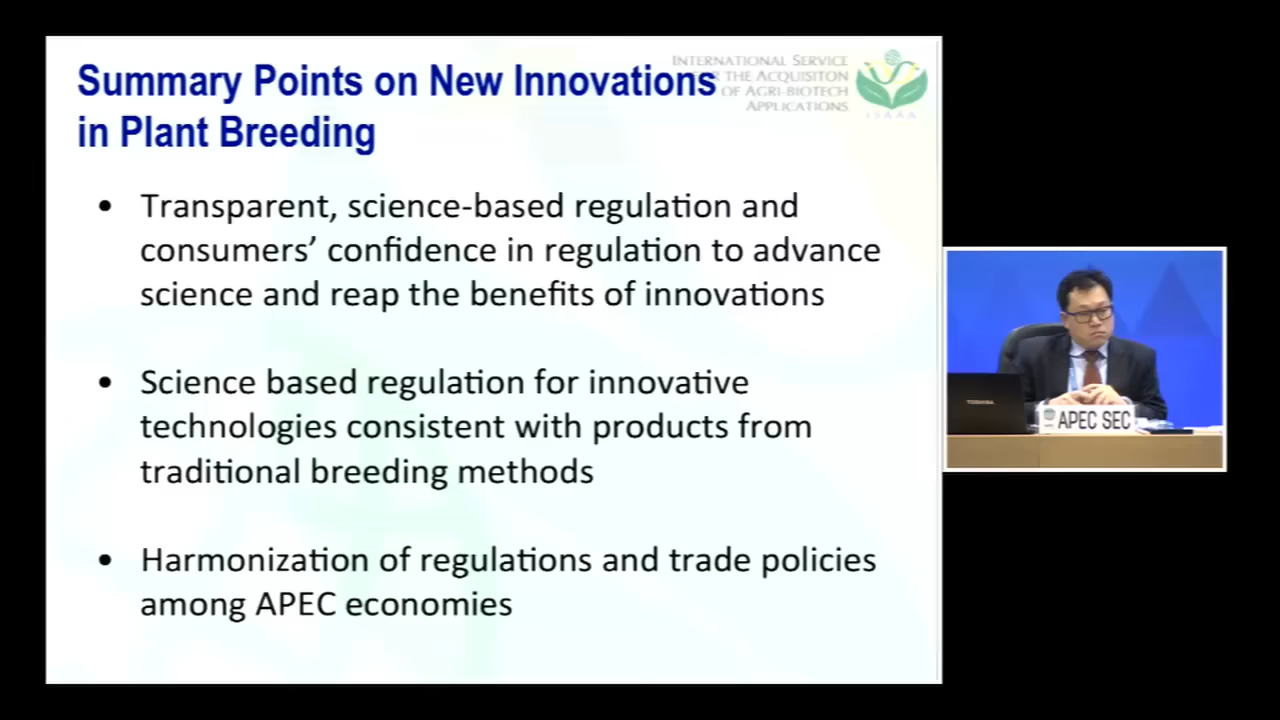 Summary Points on New Innovations
in Plant Breeding
INTERNATIONAL SERVICE
THE ACQUISITON
OF AGRI-BIOTECH
APPLICATIONS
ISAAA
• Transparent, science-based regulation and
consumers’ confidence in regulation to advance
science and reap the benefits of innovations
• Science based regulation for innovative
technologies consistent with products from
traditional breeding methods
• Harmonization of regulations and trade policies
among APEC economies
TOSHIBA
APEC SEC